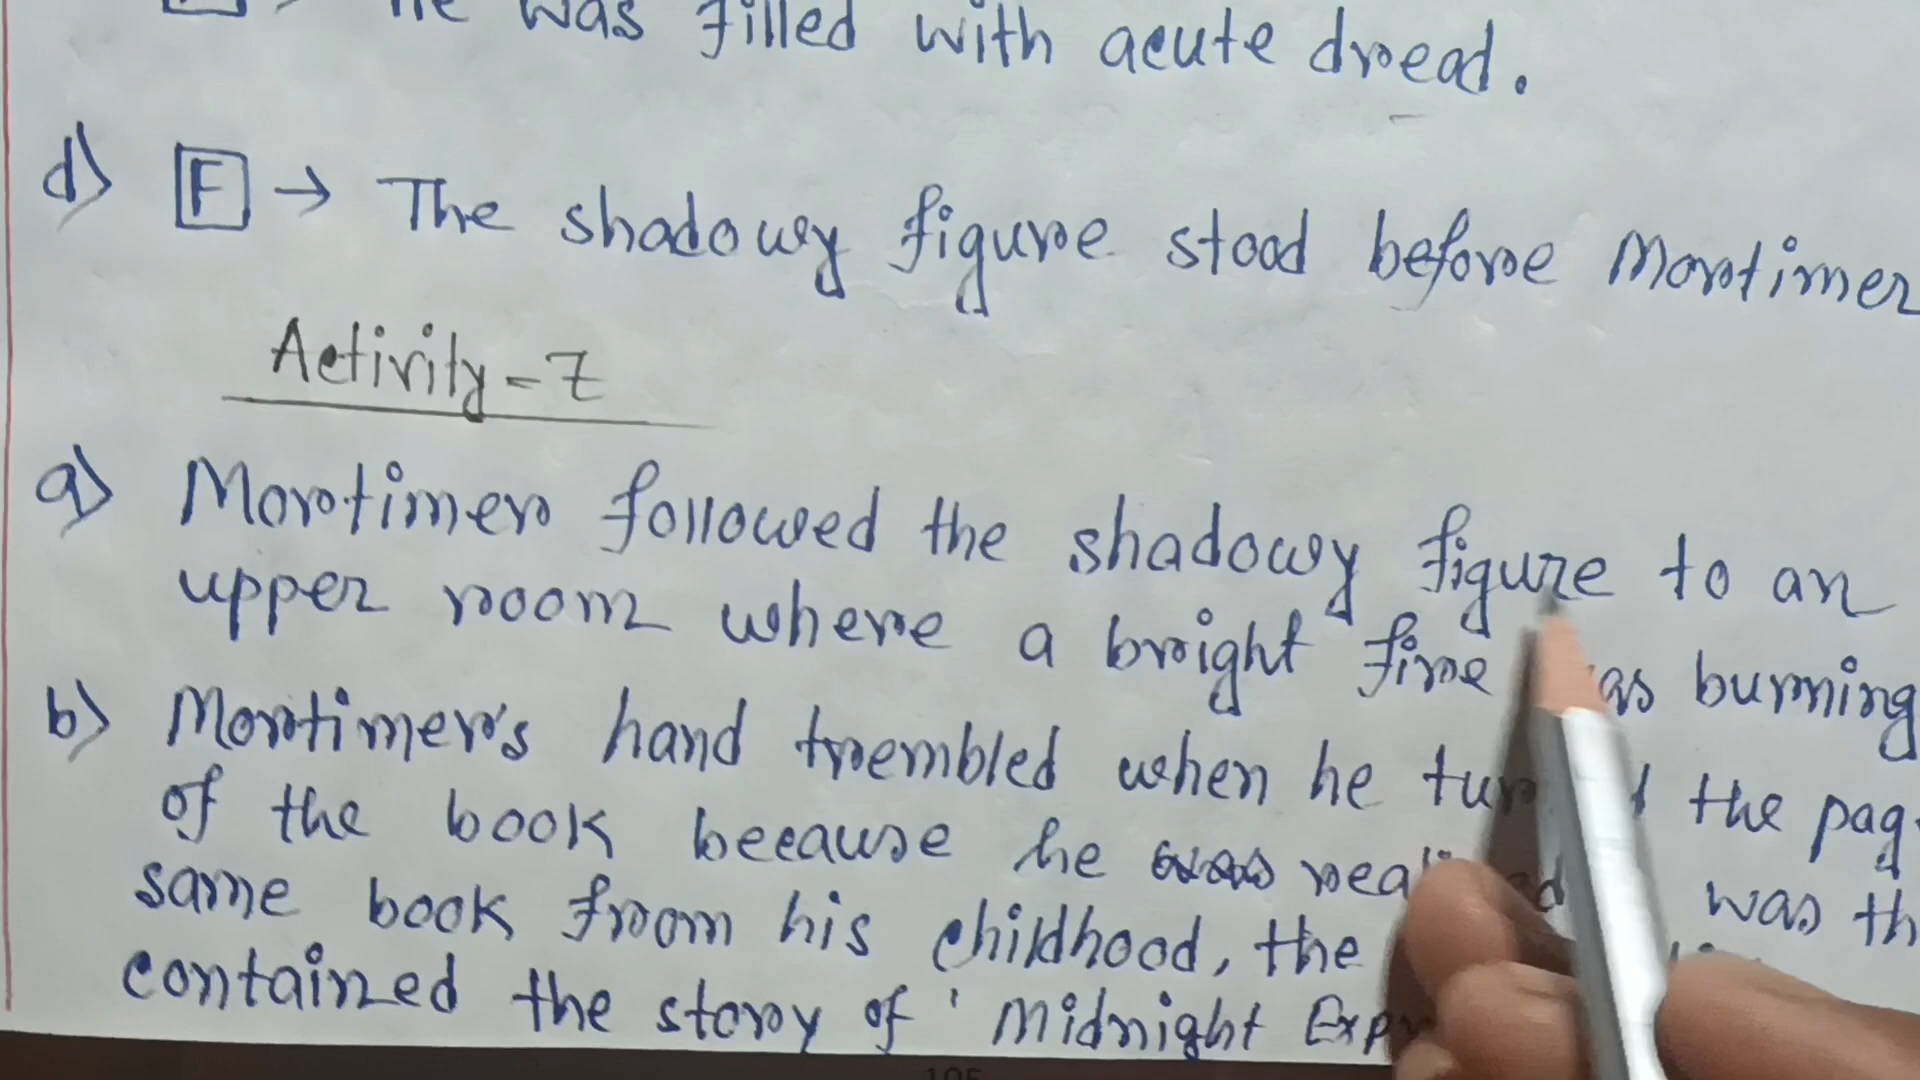 He was filled with acute dread.
d) F → The shadowy figure stood before Mortimer
Activity-7
a) Mortimer followed the shadowy figure to an
upper room where a bright fire was burning
b) Mortimer's hand trembled when he the
of the book because he was was
same book from his childhood, the
contained the story of 'Midnight
105